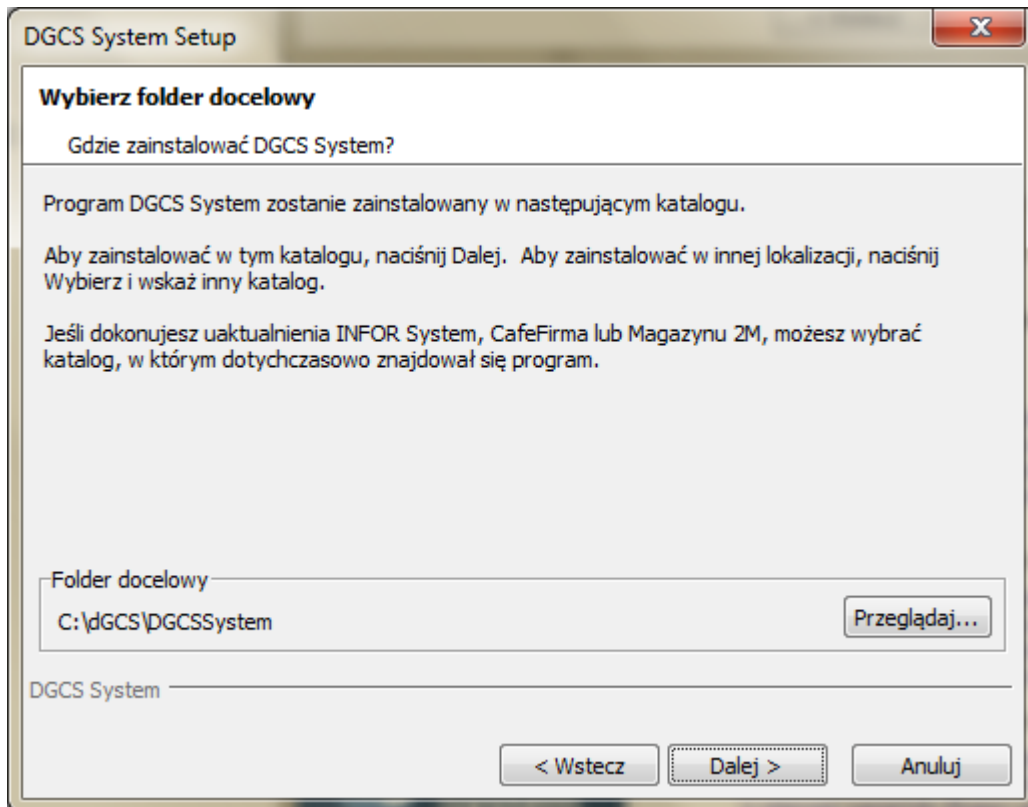 DGCS System Setup
Wybierz folder docelowy
Gdzie zainstalować DGCS System?
Program DGCS System zostanie zainstalowany w następującym katalogu.
Aby zainstalować w tym katalogu, naciśnij Dalej.  Aby zainstalować w innej lokalizacji, naciśnij
Wybierz i wskaż inny katalog.
Jeśli dokonujesz uaktualnienia INFOR System, CafeFirma lub Magazynu 2M, możesz wybrać
katalog, w którym dotychczasowo znajdował się program.
Folder docelowy
C:\dGCS\DGCSSystem
Przeglądaj...
DGCS System
< Wstecz
Dalej >
Anuluj